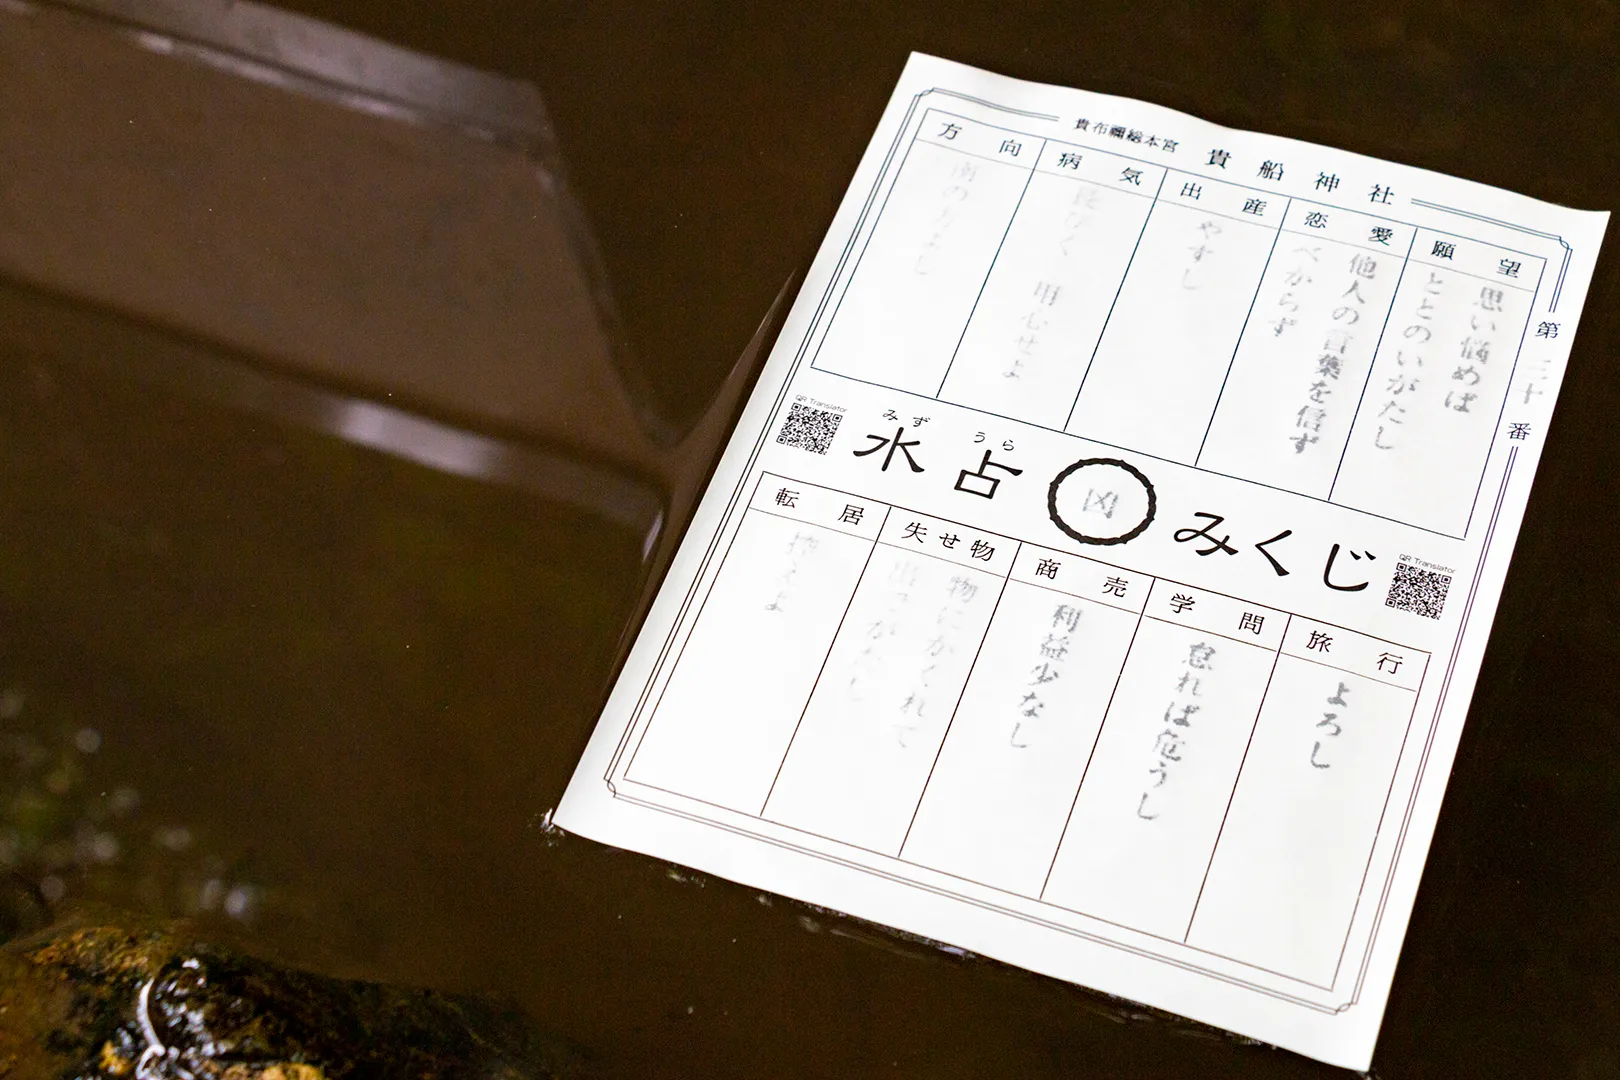 貴布禰総本宮 貴船神社
第三十番
願望
思い悩めば
ととのいがたし
恋愛
他人の言葉を信ず
べからず
出産
やすし
病気
長びく 用心せよ
方向
南の方よし
みず うら
水占 凶 みくじ
QR Translator
QR Translator
旅行
よろし
学問
怠れば危うし
商売
利益少なし
失せ物
物にかくれて
出でがたし
転居
控えよ